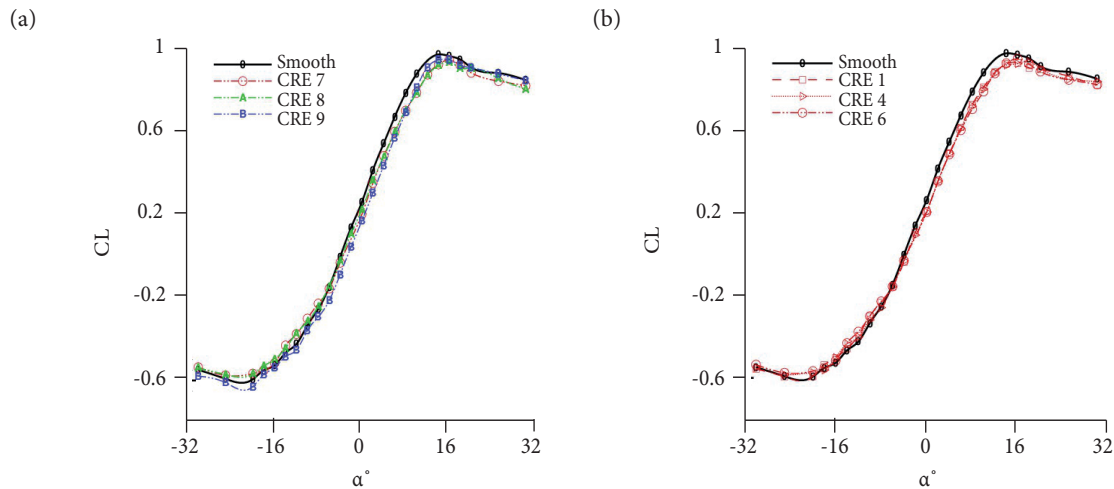 (a)
Smooth
CRE 7
CRE 8
CRE 9
1
0.6
0.2
-0.2
-0.6
CL
-32
-16
0
16
32
α°
(b)
Smooth
CRE 1
CRE 4
CRE 6
1
0.6
0.2
-0.2
-0.6
CL
-32
-16
0
16
32
α°